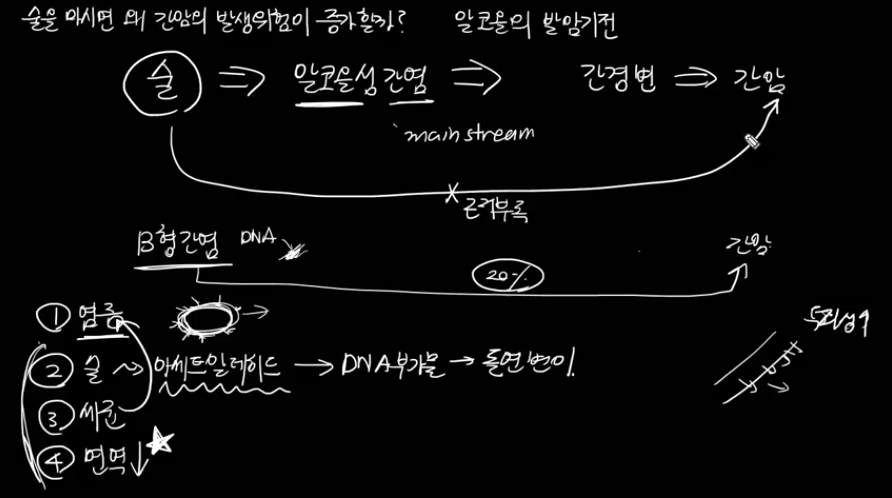 술을 마시면 왜 간암의 발생위험이 증가할까? 알코올의 발암기전
술 ⇒ 알코올성 간염 ⇒ 간경변 ⇒ 간암
main stream
근거부족
B형간염 DNA 간암
20%
① 염증
② 술 → 아세트알데이드 → DNA부가물 → 돌연변이
③ 세균
④ 면역↓